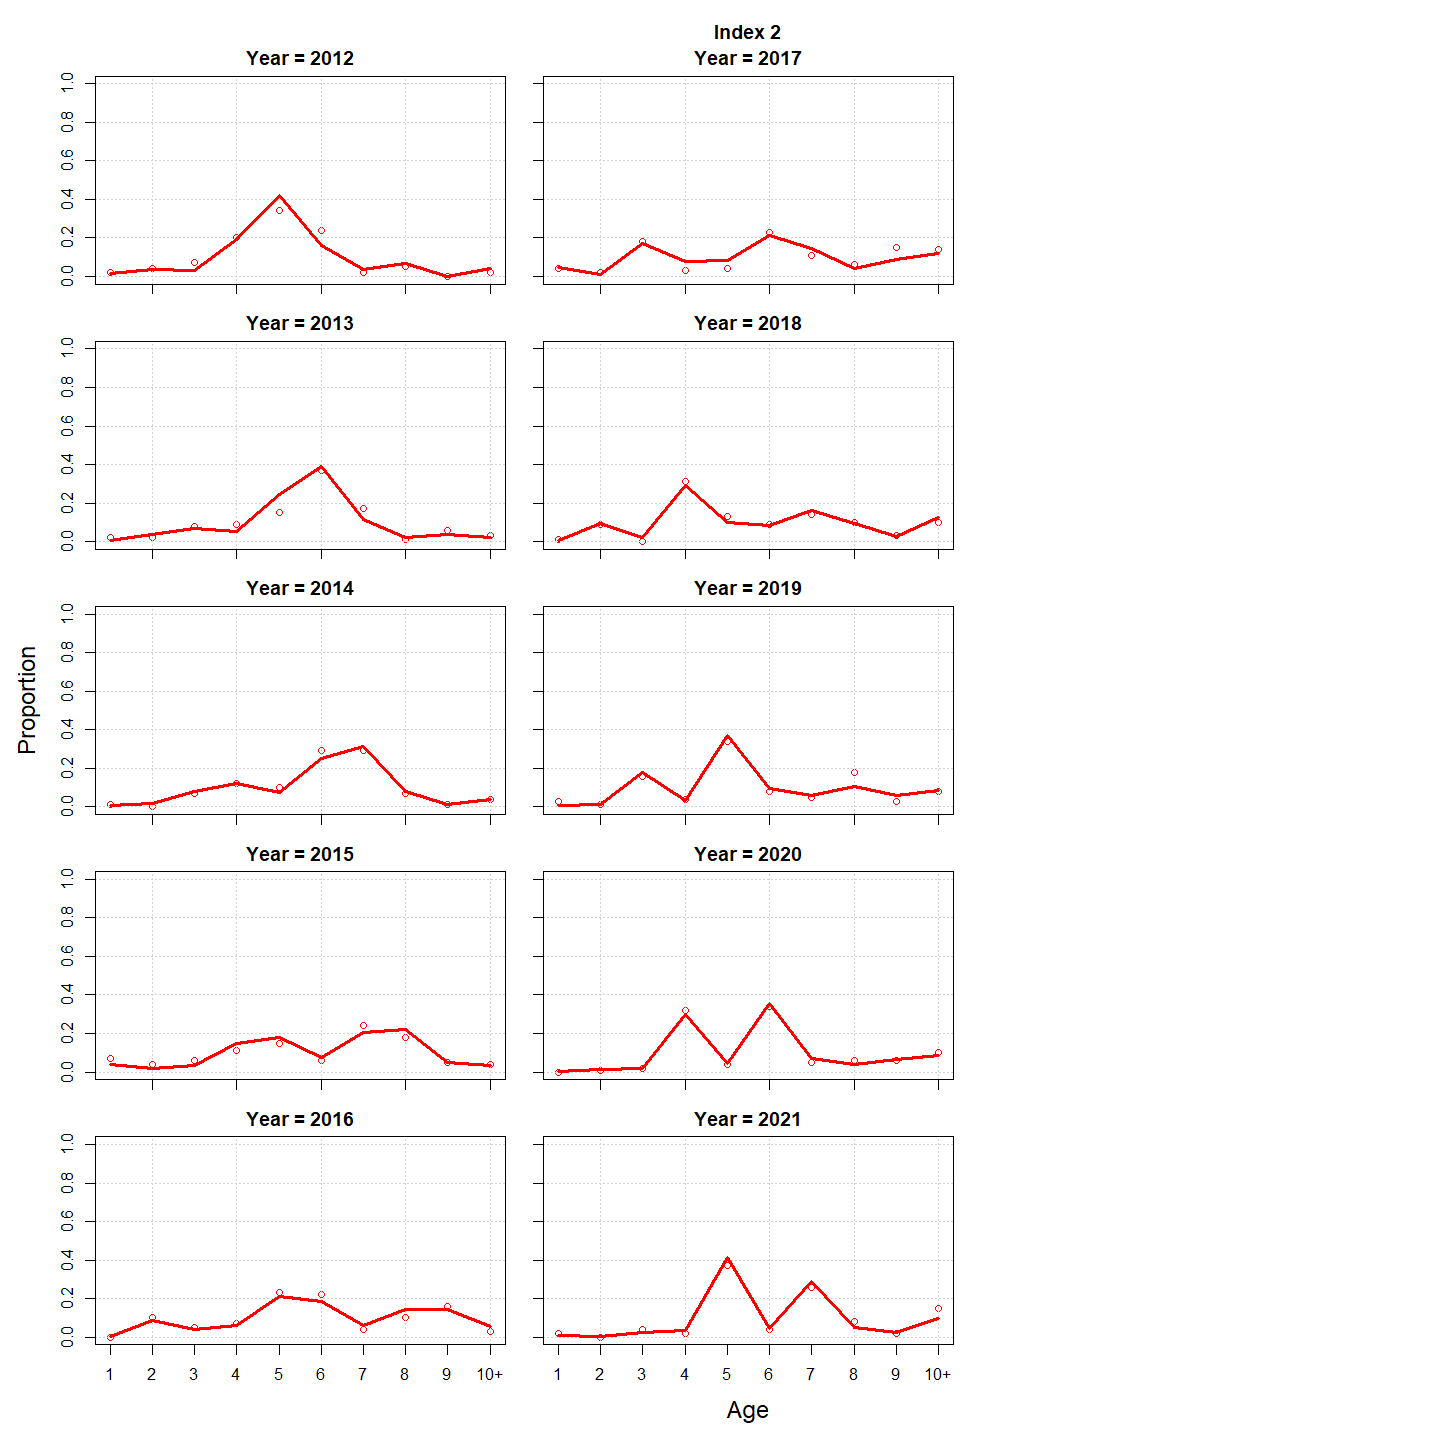 Index 2
Year = 2012
Year = 2017
0.0 0.2 0.4 0.6 0.8 1.0
Year = 2013
Year = 2018
0.0 0.2 0.4 0.6 0.8 1.0
Year = 2014
Year = 2019
0.0 0.2 0.4 0.6 0.8 1.0
Proportion
Year = 2015
Year = 2020
0.0 0.2 0.4 0.6 0.8 1.0
Year = 2016
Year = 2021
0.0 0.2 0.4 0.6 0.8 1.0
1 2 3 4 5 6 7 8 9 10+
1 2 3 4 5 6 7 8 9 10+
Age